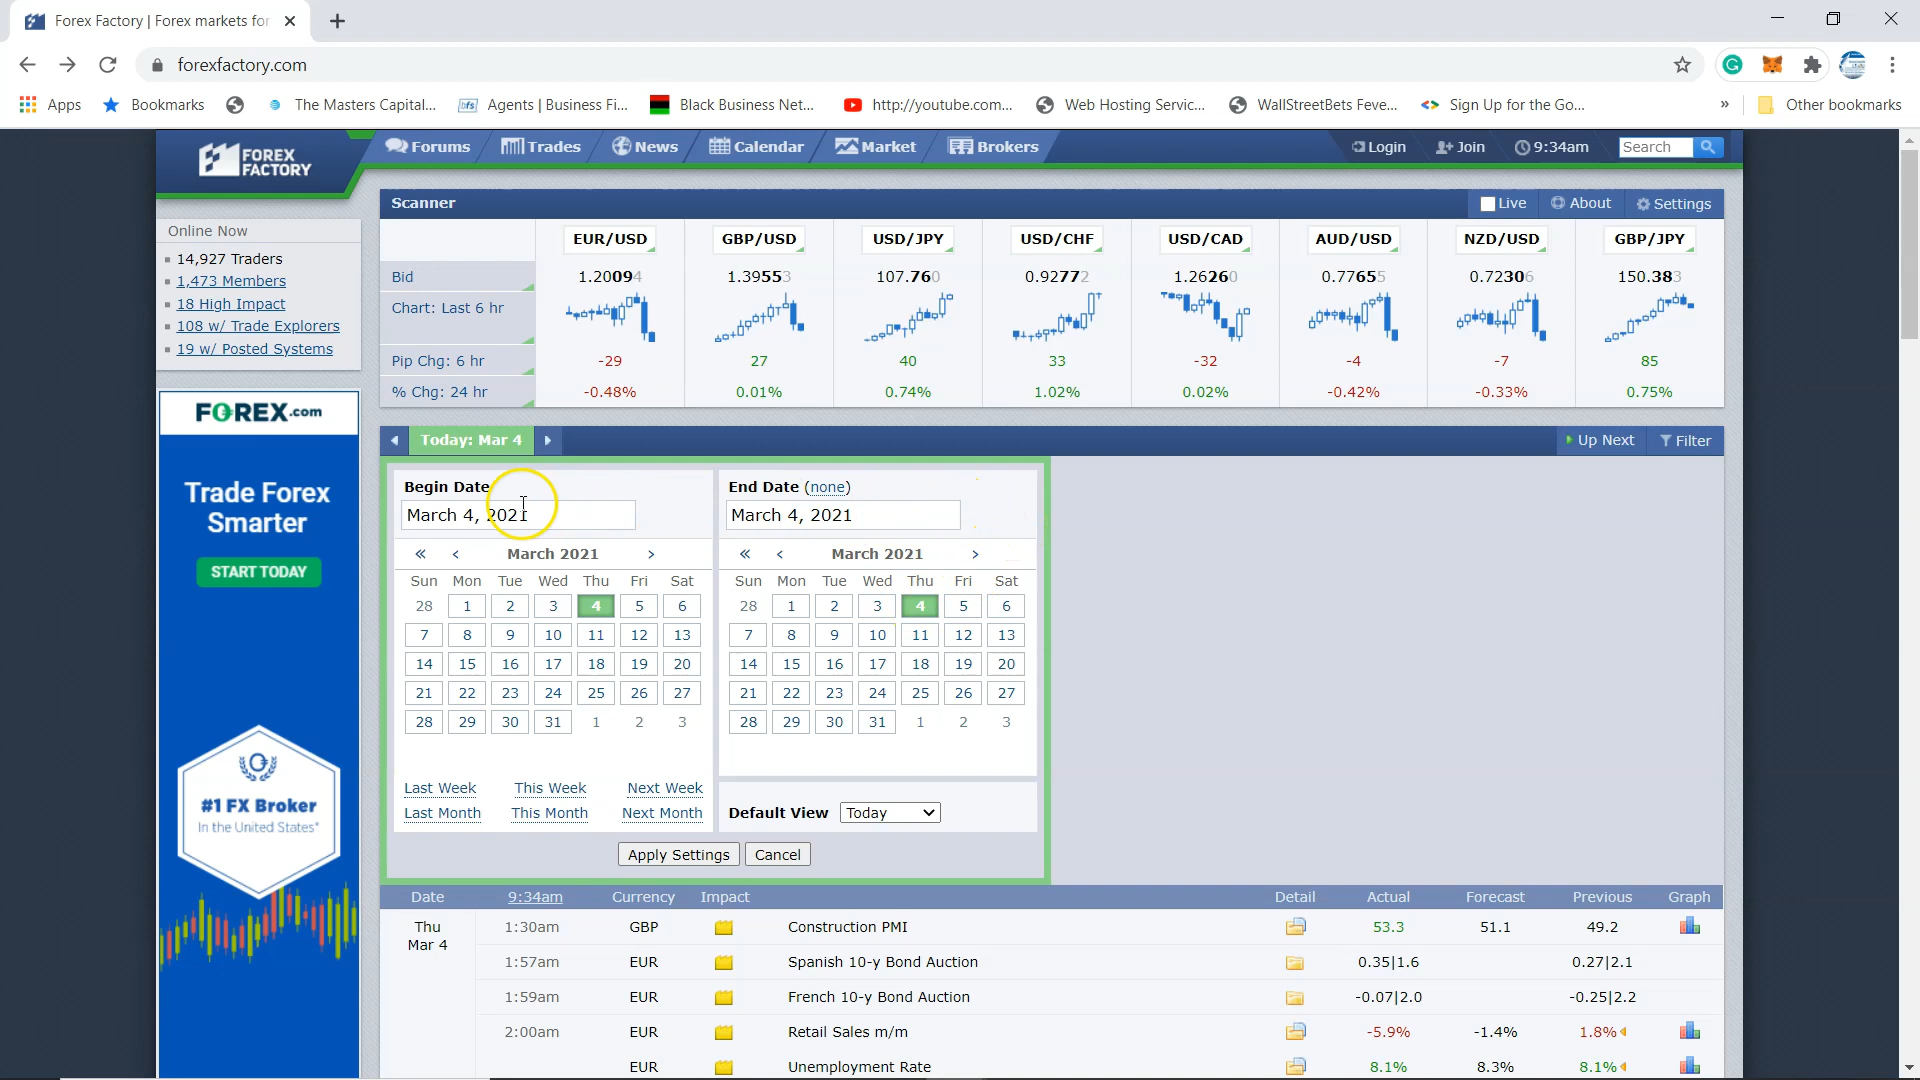 Forex Factory | Forex markets for
forexfactory.com
Apps Bookmarks The Masters Capital... bfs Agents | Business Fi... Black Business Net... http://youtube.com... Web Hosting Servic... WallStreetBets Feve... Sign Up for the Go... » Other bookmarks
FOREX FACTORY
Forums Trades News Calendar Market Brokers Login Join 9:34am Search
Scanner Live About Settings
Online Now
14,927 Traders
1,473 Members
18 High Impact
108 w/ Trade Explorers
19 w/ Posted Systems
EUR/USD GBP/USD USD/JPY USD/CHF USD/CAD AUD/USD NZD/USD GBP/JPY
Bid 1.20094 1.39553 107.760 0.92772 1.26260 0.77655 0.72306 150.383
Chart: Last 6 hr
Pip Chg: 6 hr -29 27 40 33 -32 -4 -7 85
% Chg: 24 hr -0.48% 0.01% 0.74% 1.02% 0.02% -0.42% -0.33% 0.75%
FOREX.com
Trade Forex
Smarter
START TODAY
#1 FX Broker
In the United States*
Today: Mar 4 Up Next Filter
Begin Date End Date (none)
March 4, 2021 March 4, 2021
« ‹ March 2021 › « ‹ March 2021 ›
Sun Mon Tue Wed Thu Fri Sat Sun Mon Tue Wed Thu Fri Sat
28 1 2 3 4 5 6 28 1 2 3 4 5 6
7 8 9 10 11 12 13 7 8 9 10 11 12 13
14 15 16 17 18 19 20 14 15 16 17 18 19 20
21 22 23 24 25 26 27 21 22 23 24 25 26 27
28 29 30 31 1 2 3 28 29 30 31 1 2 3
Last Week This Week Next Week
Last Month This Month Next Month
Default View Today
Apply Settings Cancel
Date 9:34am Currency Impact Detail Actual Forecast Previous Graph
Thu 1:30am GBP Construction PMI 53.3 51.1 49.2
Mar 4
1:57am EUR Spanish 10-y Bond Auction 0.35|1.6 0.27|2.1
1:59am EUR French 10-y Bond Auction -0.07|2.0 -0.25|2.2
2:00am EUR Retail Sales m/m -5.9% -1.4% 1.8%
EUR Unemployment Rate 8.1% 8.3% 8.1%